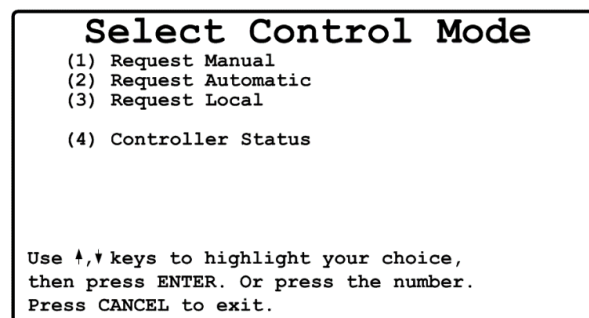 Select Control Mode
(1) Request Manual
(2) Request Automatic
(3) Request Local
(4) Controller Status
Use ↑,↓ keys to highlight your choice,
then press ENTER. Or press the number.
Press CANCEL to exit.